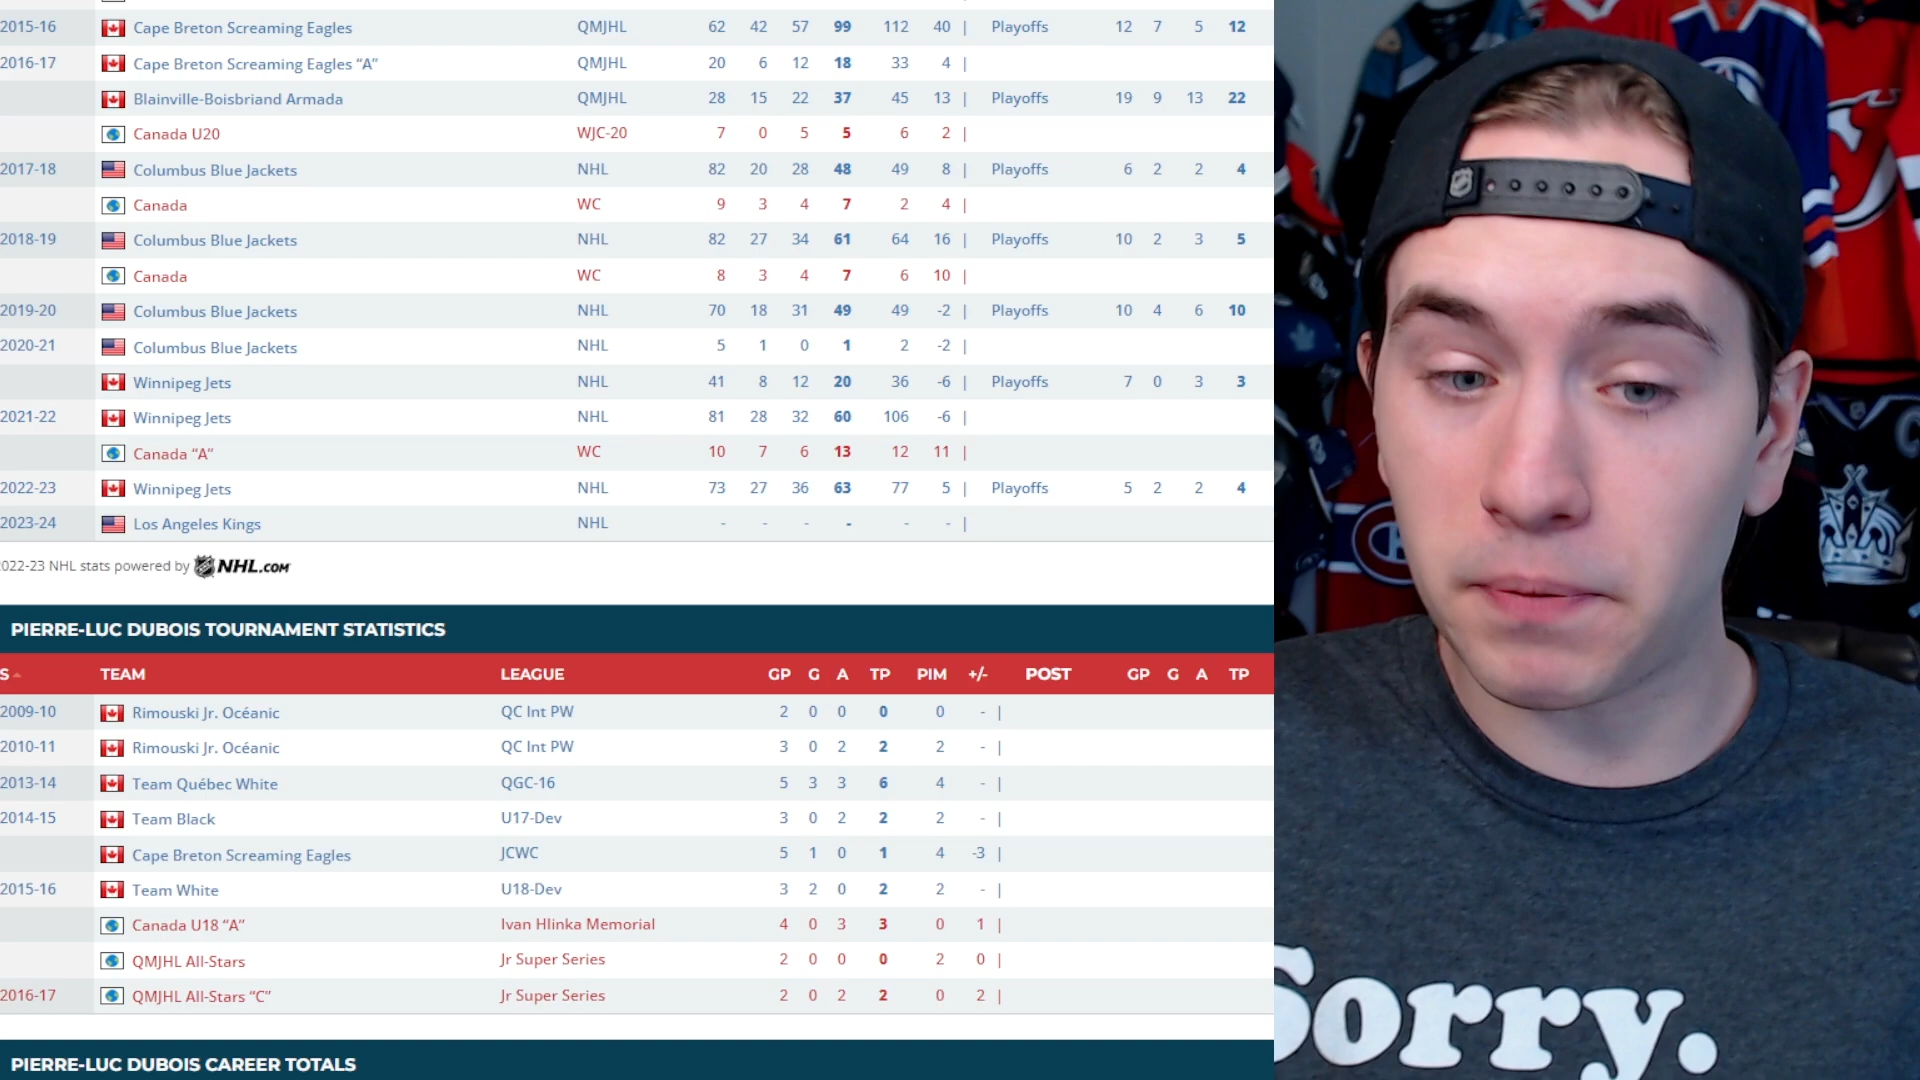 2015-16 Cape Breton Screaming Eagles QMJHL 62 42 57 99 112 40 | Playoffs 12 7 5 12
2016-17 Cape Breton Screaming Eagles “A” QMJHL 20 6 12 18 33 4 |
Blainville-Boisbriand Armada QMJHL 28 15 22 37 45 13 | Playoffs 19 9 13 22
Canada U20 WJC-20 7 0 5 5 6 2 |
2017-18 Columbus Blue Jackets NHL 82 20 28 48 49 8 | Playoffs 6 2 2 4
Canada WC 9 3 4 7 2 4 |
2018-19 Columbus Blue Jackets NHL 82 27 34 61 64 16 | Playoffs 10 2 3 5
Canada WC 8 3 4 7 6 10 |
2019-20 Columbus Blue Jackets NHL 70 18 31 49 49 -2 | Playoffs 10 4 6 10
2020-21 Columbus Blue Jackets NHL 5 1 0 1 2 -2 |
Winnipeg Jets NHL 41 8 12 20 36 -6 | Playoffs 7 0 3 3
2021-22 Winnipeg Jets NHL 81 28 32 60 106 -6 |
Canada “A” WC 10 7 6 13 12 11 |
2022-23 Winnipeg Jets NHL 73 27 36 63 77 5 | Playoffs 5 2 2 4
2023-24 Los Angeles Kings NHL - - - - - - |
022-23 NHL stats powered by NHL.COM
PIERRE-LUC DUBOIS TOURNAMENT STATISTICS
S TEAM LEAGUE GP G A TP PIM +/- POST GP G A TP
2009-10 Rimouski Jr. Océanic QC Int PW 2 0 0 0 0 - |
2010-11 Rimouski Jr. Océanic QC Int PW 3 0 2 2 2 - |
2013-14 Team Québec White QGC-16 5 3 3 6 4 - |
2014-15 Team Black U17-Dev 3 0 2 2 2 - |
Cape Breton Screaming Eagles JCWC 5 1 0 1 4 -3 |
2015-16 Team White U18-Dev 3 2 0 2 2 - |
Canada U18 “A” Ivan Hlinka Memorial 4 0 3 3 0 1 |
QMJHL All-Stars Jr Super Series 2 0 0 0 2 0 |
2016-17 QMJHL All-Stars “C” Jr Super Series 2 0 2 2 0 2 |
PIERRE-LUC DUBOIS CAREER TOTALS
Sorry.